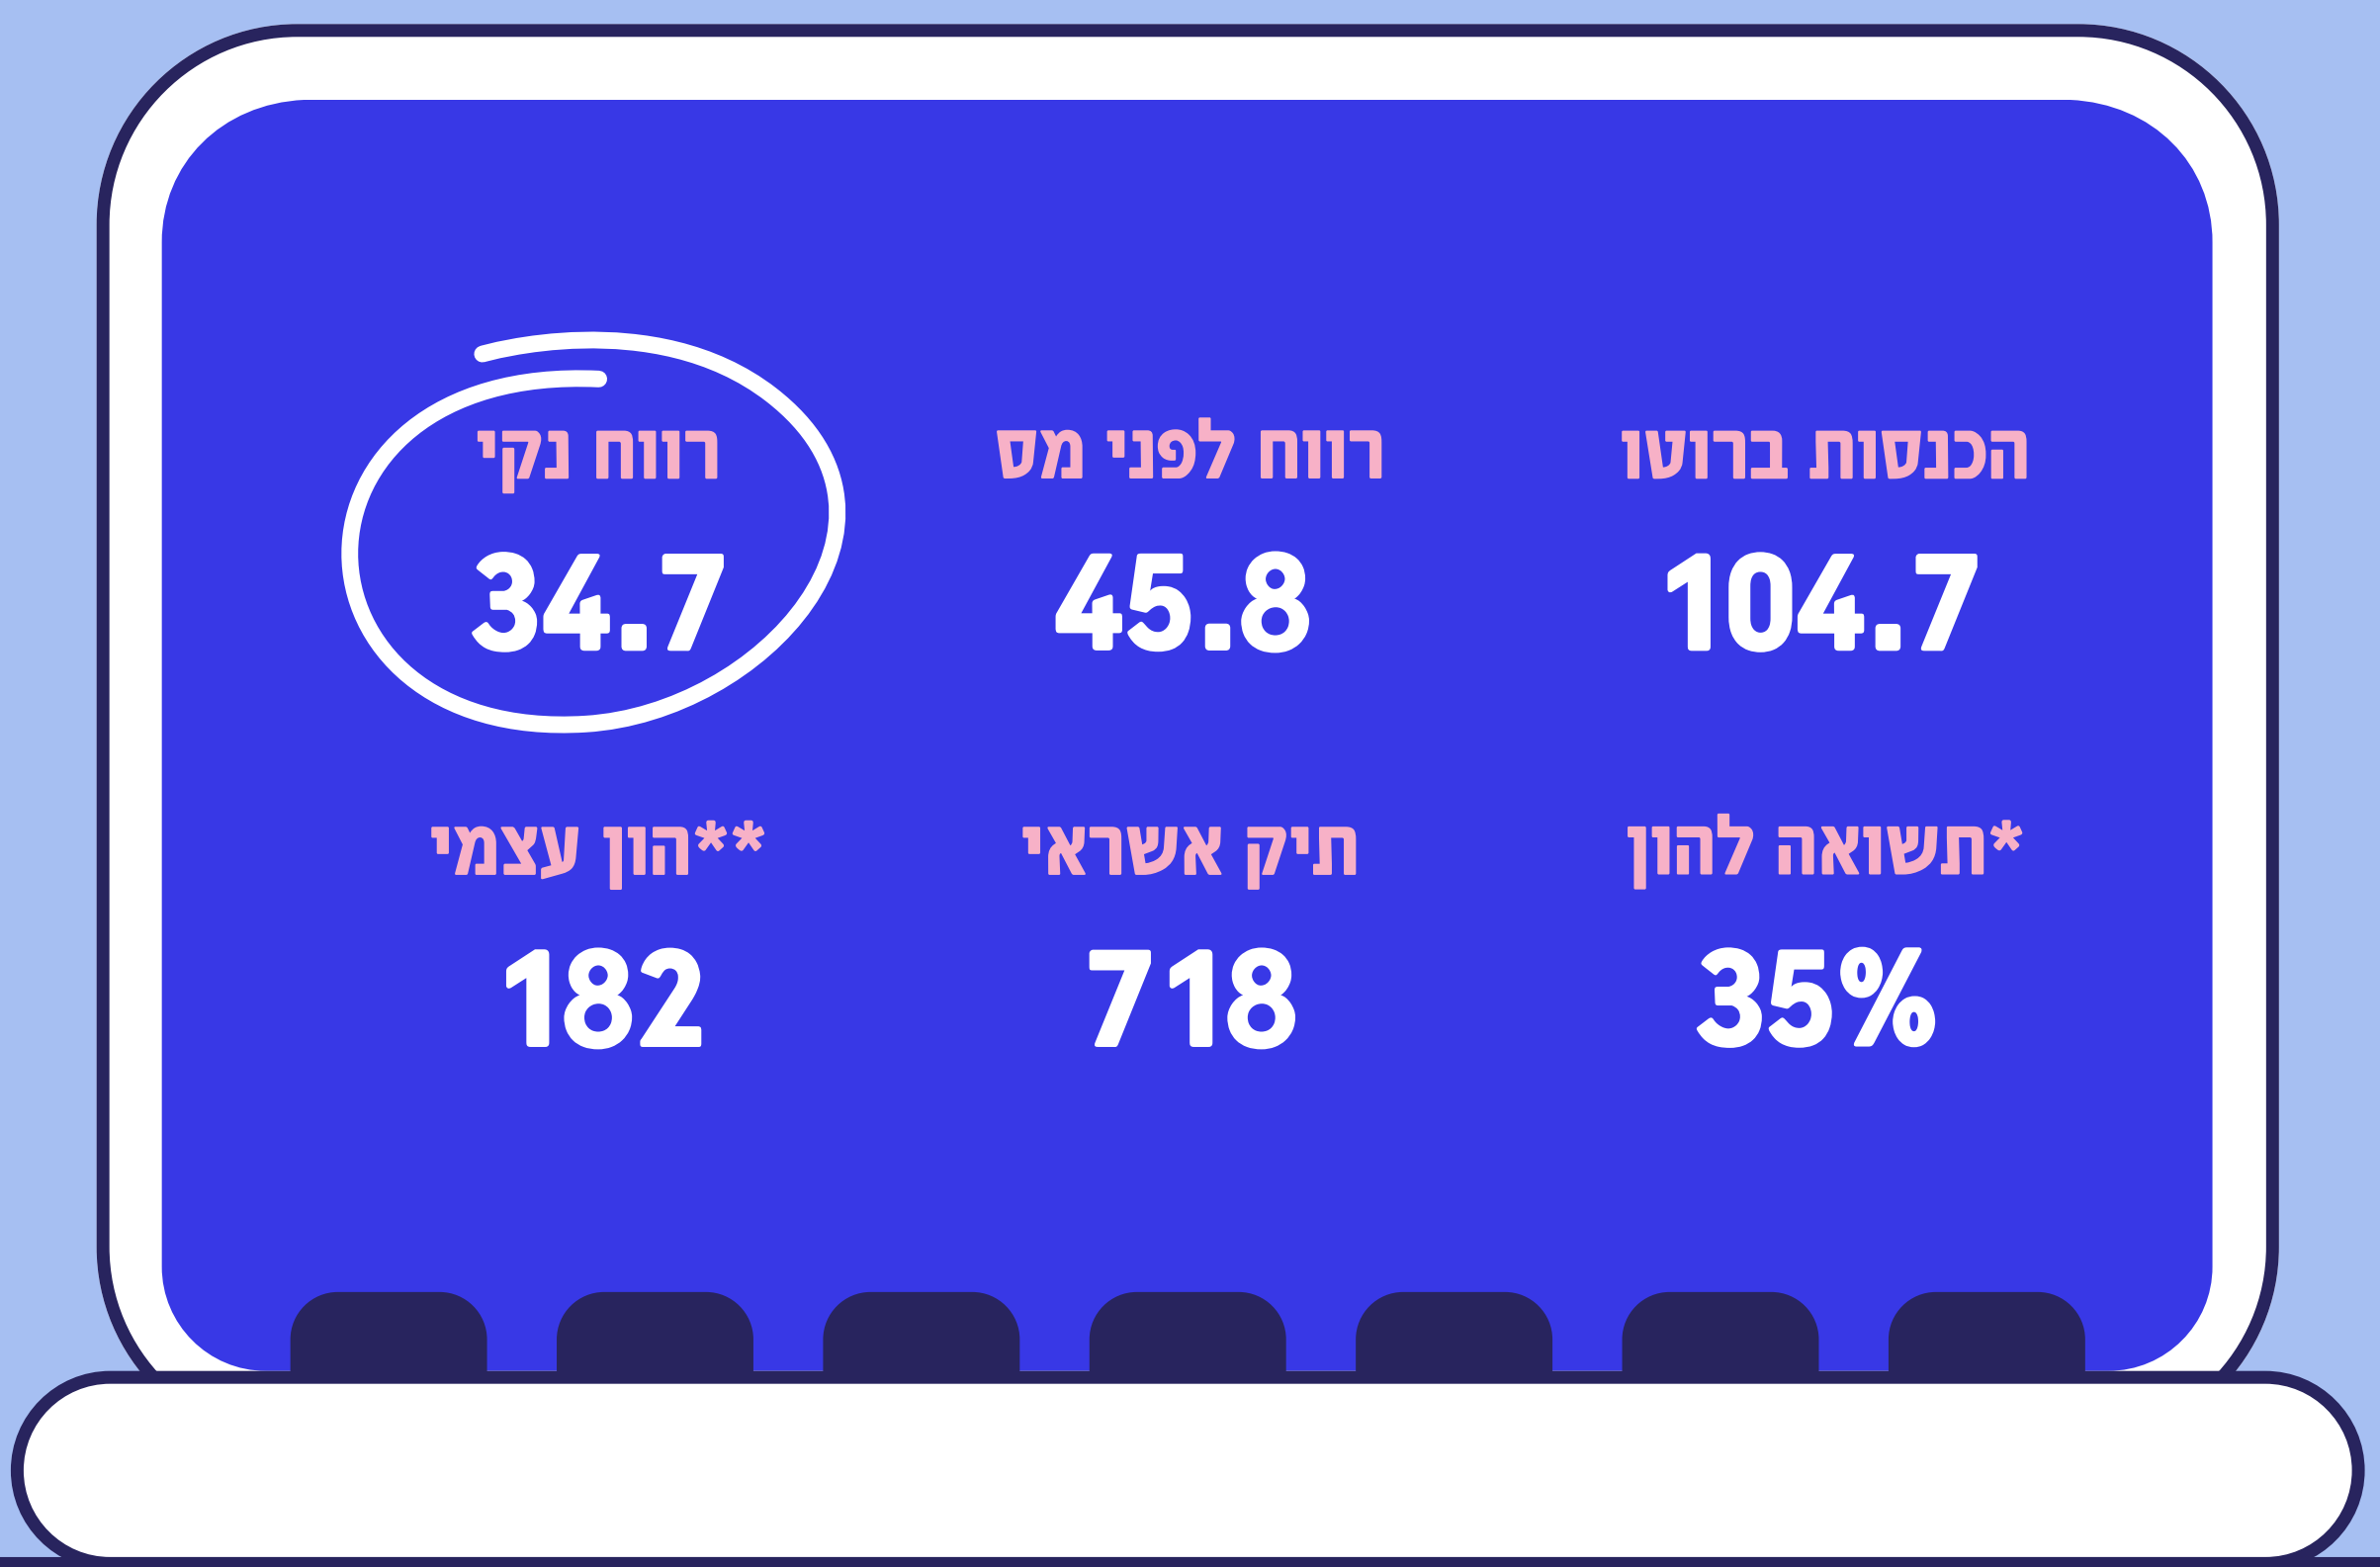 הכנסות ברוטו
104.7
רווח לפני מס
45.8
רווח נקי
34.7
*תשואה להון
35%
תיק אשראי
718
**הון עצמי
182